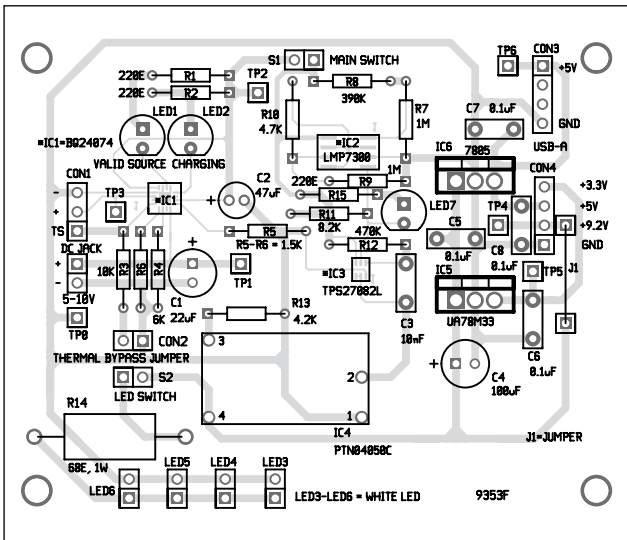 S1
MAIN SWITCH
TP6
CON3
+5V
220E
R1
TP2
220E
R2
R8
390K
R10
4.7K
R7
1M
C7
0.1uF
GND
USB-A
LED1
LED2
*IC1=BQ24074
VALID SOURCE
CHARGING
*IC2
LMP7300
IC6
7805
CON1
-
+
TS
TP3
*IC1
C2
47uF
+
220E
R9
1M
R15
R11
8.2K
470K
R12
LED7
CON4
+3.3V
+5V
+9.2V
GND
TP4
C5
0.1uF
C8
0.1uF
TP5
J1
DC JACK
+
-
5-10V
TP0
10K
R3
R6
R4
6K
+
C1
22uF
TP1
R5
R5-R6 = 1.5K
*IC3
TPS27082L
C3
10nF
IC5
UA78M33
R13
4.2K
CON2
THERMAL BYPASS JUMPER
S2
LED SWITCH
3
2
4
1
IC4
PTN04050C
+
C4
100uF
C6
0.1uF
R14
68E, 1W
J1=JUMPER
LED6
LED5
LED4
LED3
LED3-LED6 = WHITE LED
9353F